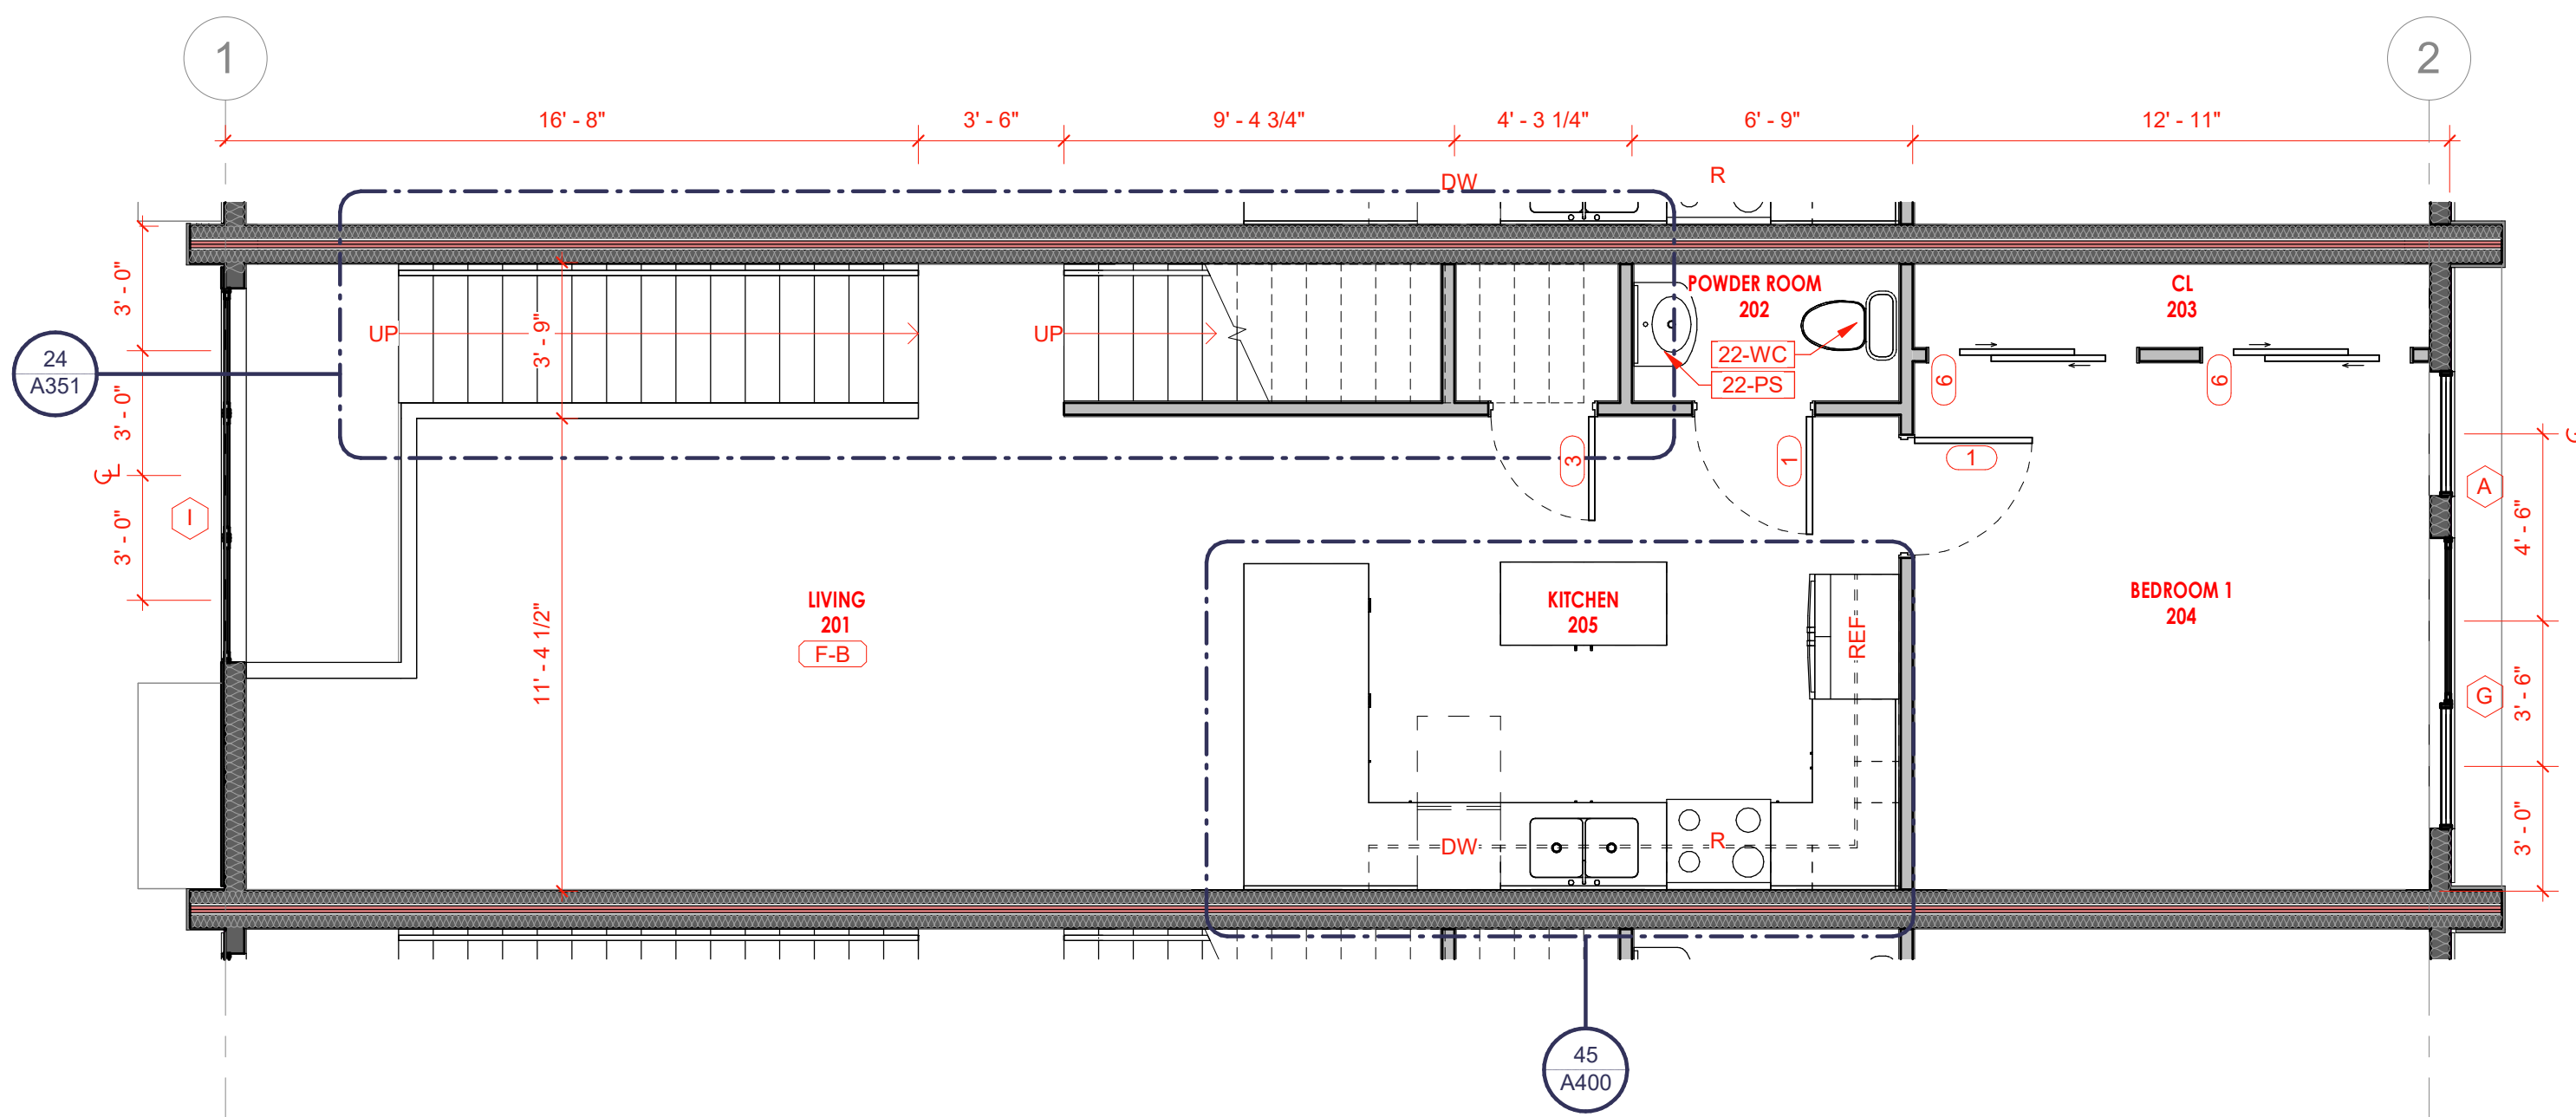 1
2
16' - 8"
3' - 6"
9' - 4 3/4"
4' - 3 1/4"
6' - 9"
12' - 11"
DW
R
3' - 0"
3' - 0"
3' - 0"
24
A351
UP
3' - 9"
UP
POWDER ROOM
202
22-WC
22-PS
CL
203
6
6
3
1
1
CL
I
A
4' - 6"
G
3' - 6"
3' - 0"
11' - 4 1/2"
LIVING
201
F-B
KITCHEN
205
REF
BEDROOM 1
204
DW
R
45
A400